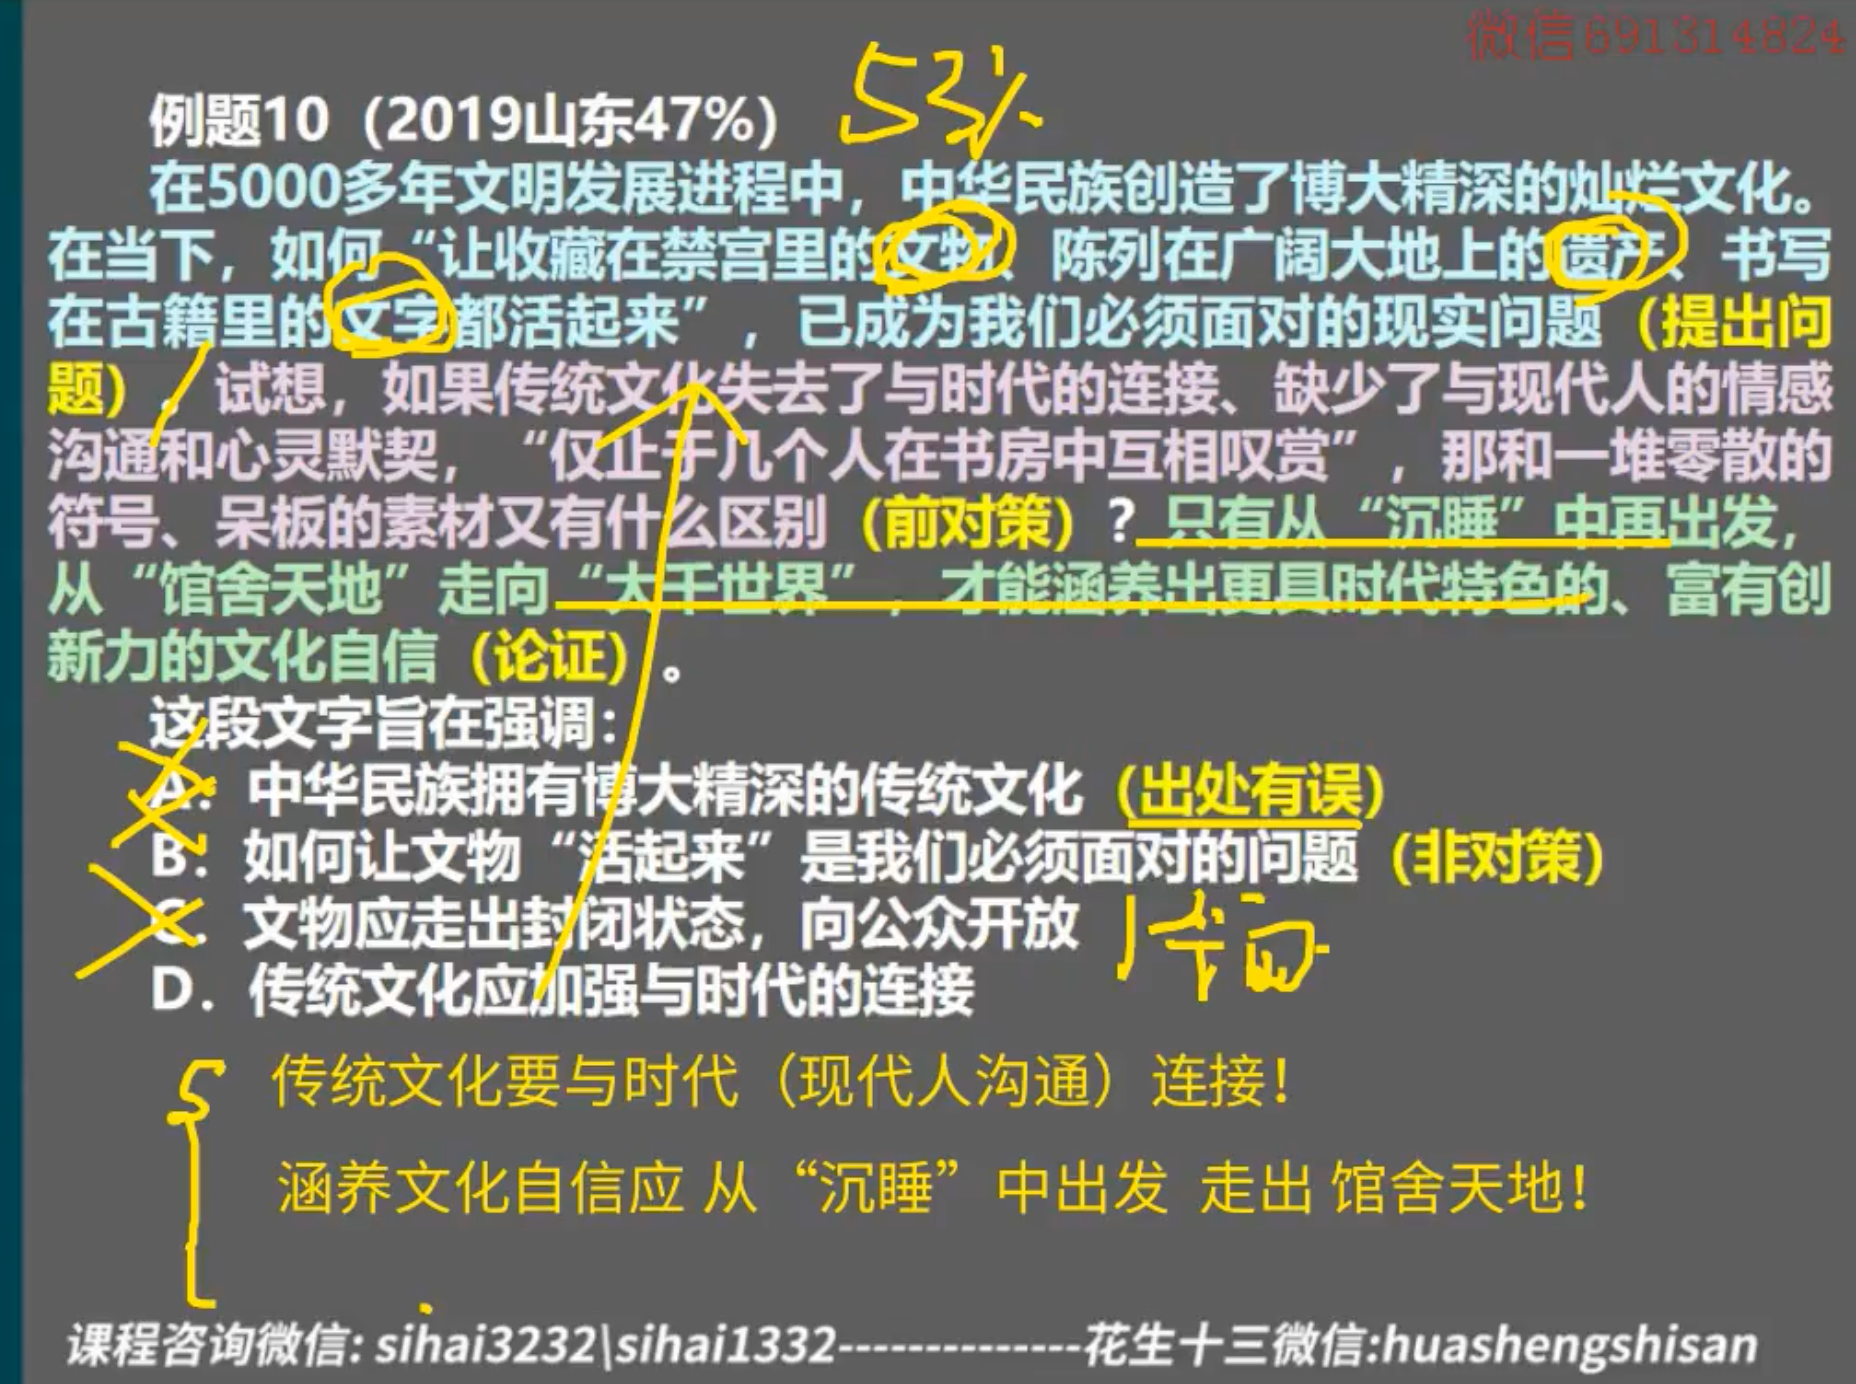 微信691314824
例题10（2019山东47%） 53%
在5000多年文明发展进程中，中华民族创造了博大精深的灿烂文化。
在当下，如何“让收藏在禁宫里的文物、陈列在广阔大地上的遗产、书写
在古籍里的文字都活起来”，已成为我们必须面对的现实问题（提出问
题）。试想，如果传统文化失去了与时代的连接、缺少了与现代人的情感
沟通和心灵默契，“仅止于几个人在书房中互相叹赏”，那和一堆零散的
符号、呆板的素材又有什么区别（前对策）？只有从“沉睡”中再出发，
从“馆舍天地”走向“大千世界”，才能涵养出更具时代特色的、富有创
新力的文化自信（论证）。
这段文字旨在强调：
A．中华民族拥有博大精深的传统文化（出处有误）
B．如何让文物“活起来”是我们必须面对的问题（非对策）
C．文物应走出封闭状态，向公众开放
D．传统文化应加强与时代的连接
传统文化要与时代（现代人沟通）连接！
涵养文化自信应 从“沉睡”中出发 走出 馆舍天地！
课程咨询微信: sihai3232\sihai1332--------------花生十三微信:huashengshisan